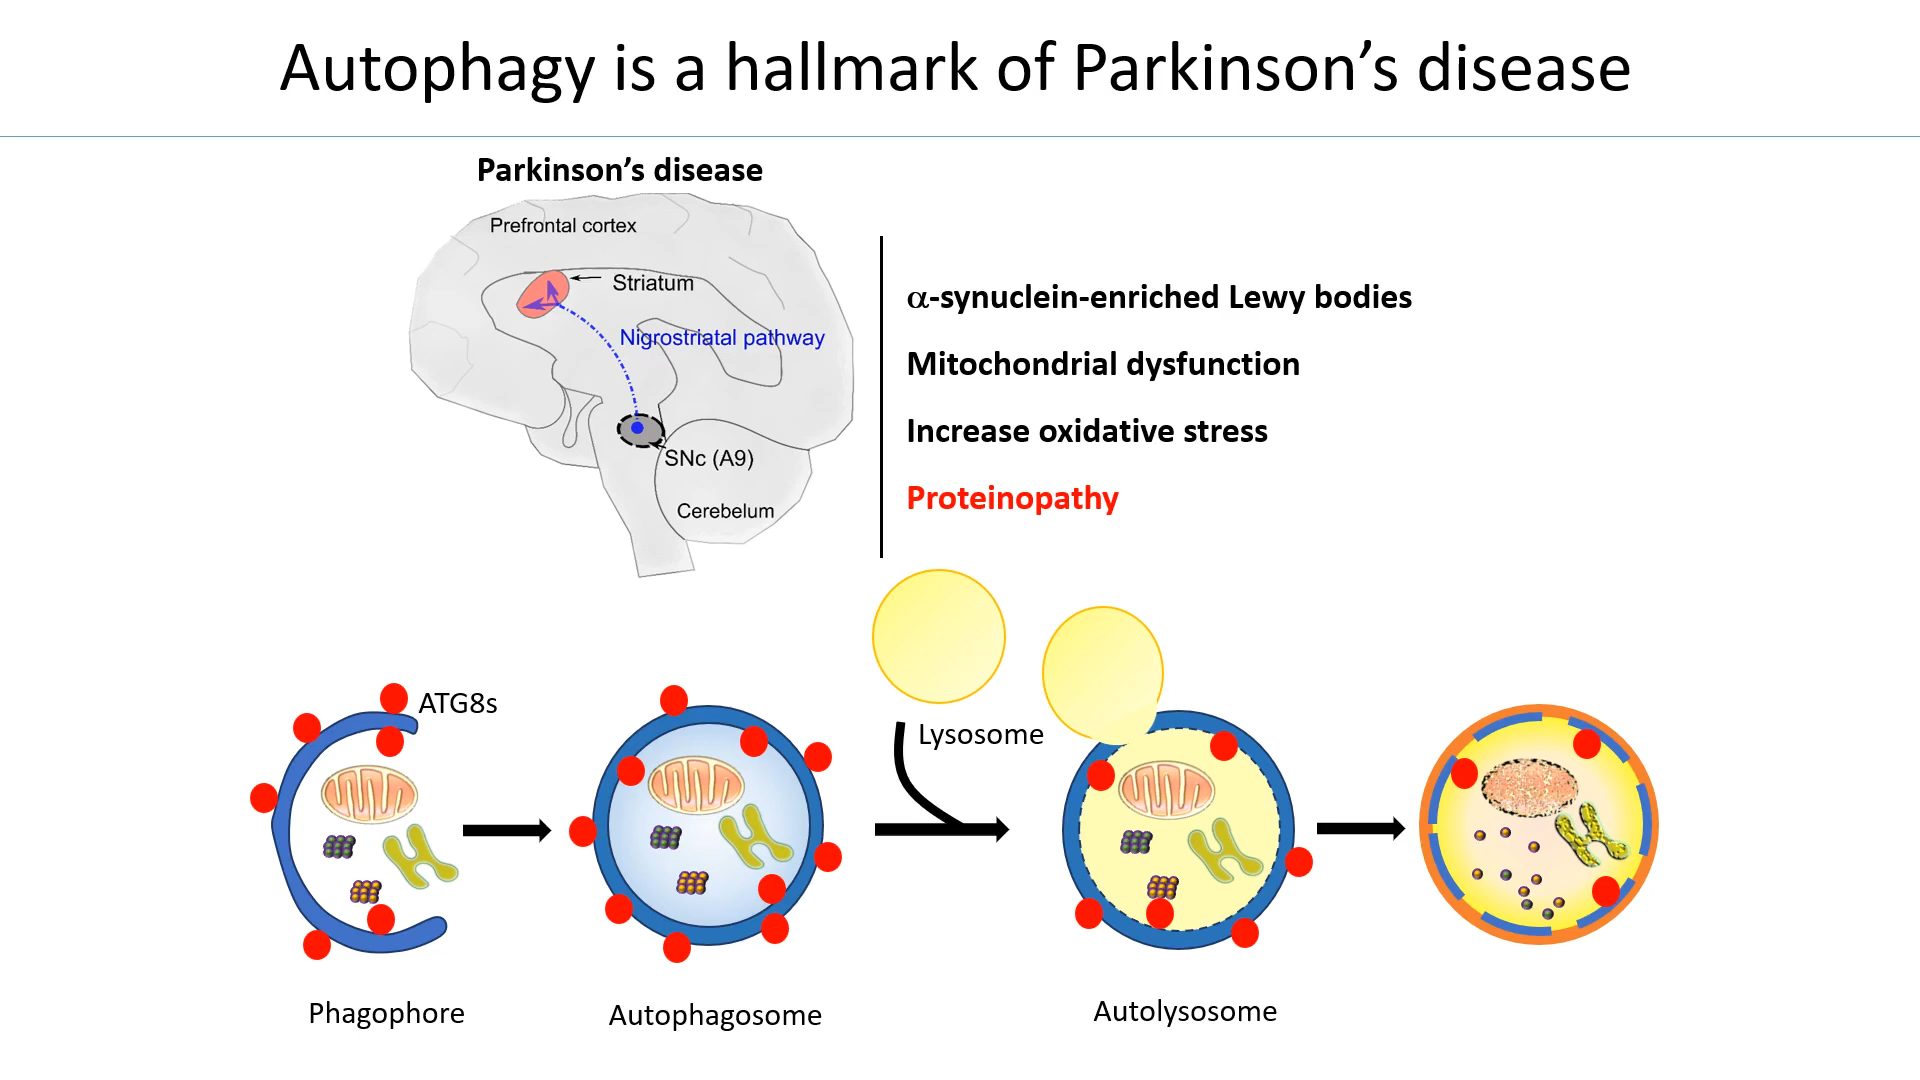 Autophagy is a hallmark of Parkinson’s disease
Parkinson’s disease
Prefrontal cortex
Striatum
Nigrostriatal pathway
SNc (A9)
Cerebelum
α-synuclein-enriched Lewy bodies
Mitochondrial dysfunction
Increase oxidative stress
Proteinopathy
ATG8s
Lysosome
Phagophore
Autophagosome
Autolysosome